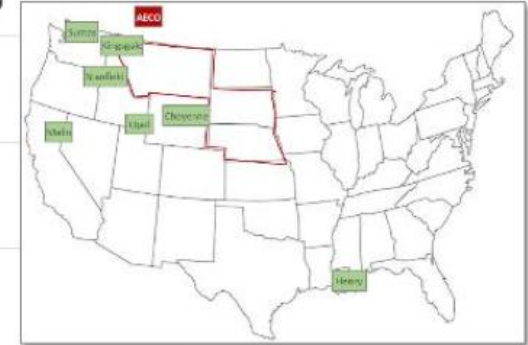 AECO
Sumas
Kingsgate
Stanfield
Opal
Cheyenne
Malin
Henry